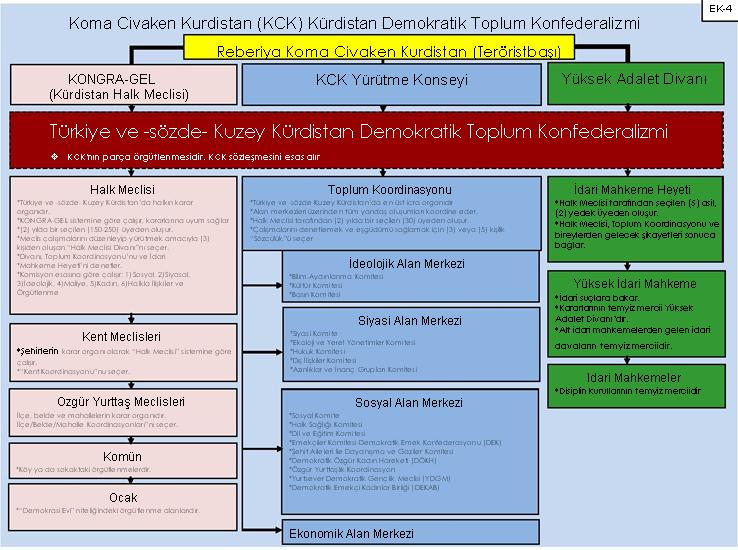 EK-4
Koma Civaken Kurdistan (KCK) Kürdistan Demokratik Toplum Konfederalizmi
Reberiya Koma Civaken Kurdistan (Teröristbaşı)
KONGRA-GEL
(Kürdistan Halk Meclisi)
KCK Yürütme Konseyi
Yüksek Adalet Divanı
Türkiye ve -sözde- Kuzey Kürdistan Demokratik Toplum Konfederalizmi
❖ KCK'nın parça örgütlenmesidir. KCK sözleşmesini esas alır
Halk Meclisi
*Türkiye ve -sözde- Kuzey Kürdistan'da halkın karar
organıdır.
*KONGRA-GEL sistemine göre çalışır, kararlarına uyum sağlar
*(2) yılda bir seçilen (150-250) üyeden oluşur.
*Meclis çalışmalarını düzenleyip yürütmek amacıyla (3)
kişiden oluşan "Halk Meclisi Divanı"nı seçer.
*Divanı, Toplum Koordinasyonu'nu ve İdari
*Mahkeme Heyeti'ni denetler.
*Komisyon esasına göre çalışır: 1) Sosyal, 2)Siyasal,
3)İdeolojik, 4)Maliye, 5)Kadın, 6)Halkla İlişkiler ve
Örgütlenme
Kent Meclisleri
*Şehirlerin karar organı olarak "Halk Meclisi" sistemine göre
çalışır.
*"Kent Koordinasyonu"nu seçer.
Özgür Yurttaş Meclisleri
İlçe, belde ve mahallelerin karar organıdır.
İlçe/Belde/Mahalle Koordinasyonları"nı seçer.
Komün
*Köy ya da sokaktaki örgütlenmelerdir.
Ocak
*"Demokrasi Evi" niteliğindeki örgütlenme alanlarıdır.
Toplum Koordinasyonu
*Türkiye ve -sözde Kuzey Kürdistan'da en üst icra organıdır
*Alan merkezleri üzerinden tüm yandaş oluşumları koordine eder.
*Halk Meclisi tarafından (2) yılda bir seçilen (30) üyeden oluşur.
*Çalışmalarını denetlemek ve eşgüdümü sağlamak için (3) veya (5) kişilik
"Sözcülük"ü seçer
İdeolojik Alan Merkezi
*Bilim-Aydınlanma Komitesi
*Kültür Komitesi
*Basın Komitesi
Siyasi Alan Merkezi
*Siyasi Komite
*Ekoloji ve Yerel Yönetimler Komitesi
*Hukuk Komitesi
*Dış İlişkiler Komitesi
*Azınlıklar ve İnanç Grupları Komitesi
Sosyal Alan Merkezi
*Sosyal Komite
*Halk Sağlığı Komitesi
*Dil ve Eğitim Komitesi
*Emekçiler Komitesi-Demokratik Emek Konfederasyonu (DEK)
*Şehit Aileleri ile Dayanışma ve Gaziler Komitesi
*Demokratik Özgür Kadın Hareketi (DÖKH)
*Özgür Yurttaşlık Koordinasyon
*Yurtsever Demokratik Gençlik Meclisi (YDGM)
*Demokratik Emekçi Kadınlar Birliği (DEKAB)
Ekonomik Alan Merkezi
İdari Mahkeme Heyeti
*Halk Meclisi tarafından seçilen (5) asil,
(2) yedek üyeden oluşur.
*Halk Meclisi, Toplum Koordinasyonu ve
bireylerden gelecek şikayetleri sonuca
bağlar.
Yüksek İdari Mahkeme
*İdari suçlara bakar.
*Kararlarının temyiz mercii Yüksek
Adalet Divanı'dır.
*Alt idari mahkemelerden gelen idari
davaların temyiz merciidir.
İdari Mahkemeler
*Disiplin kurullarının temyiz merciidir